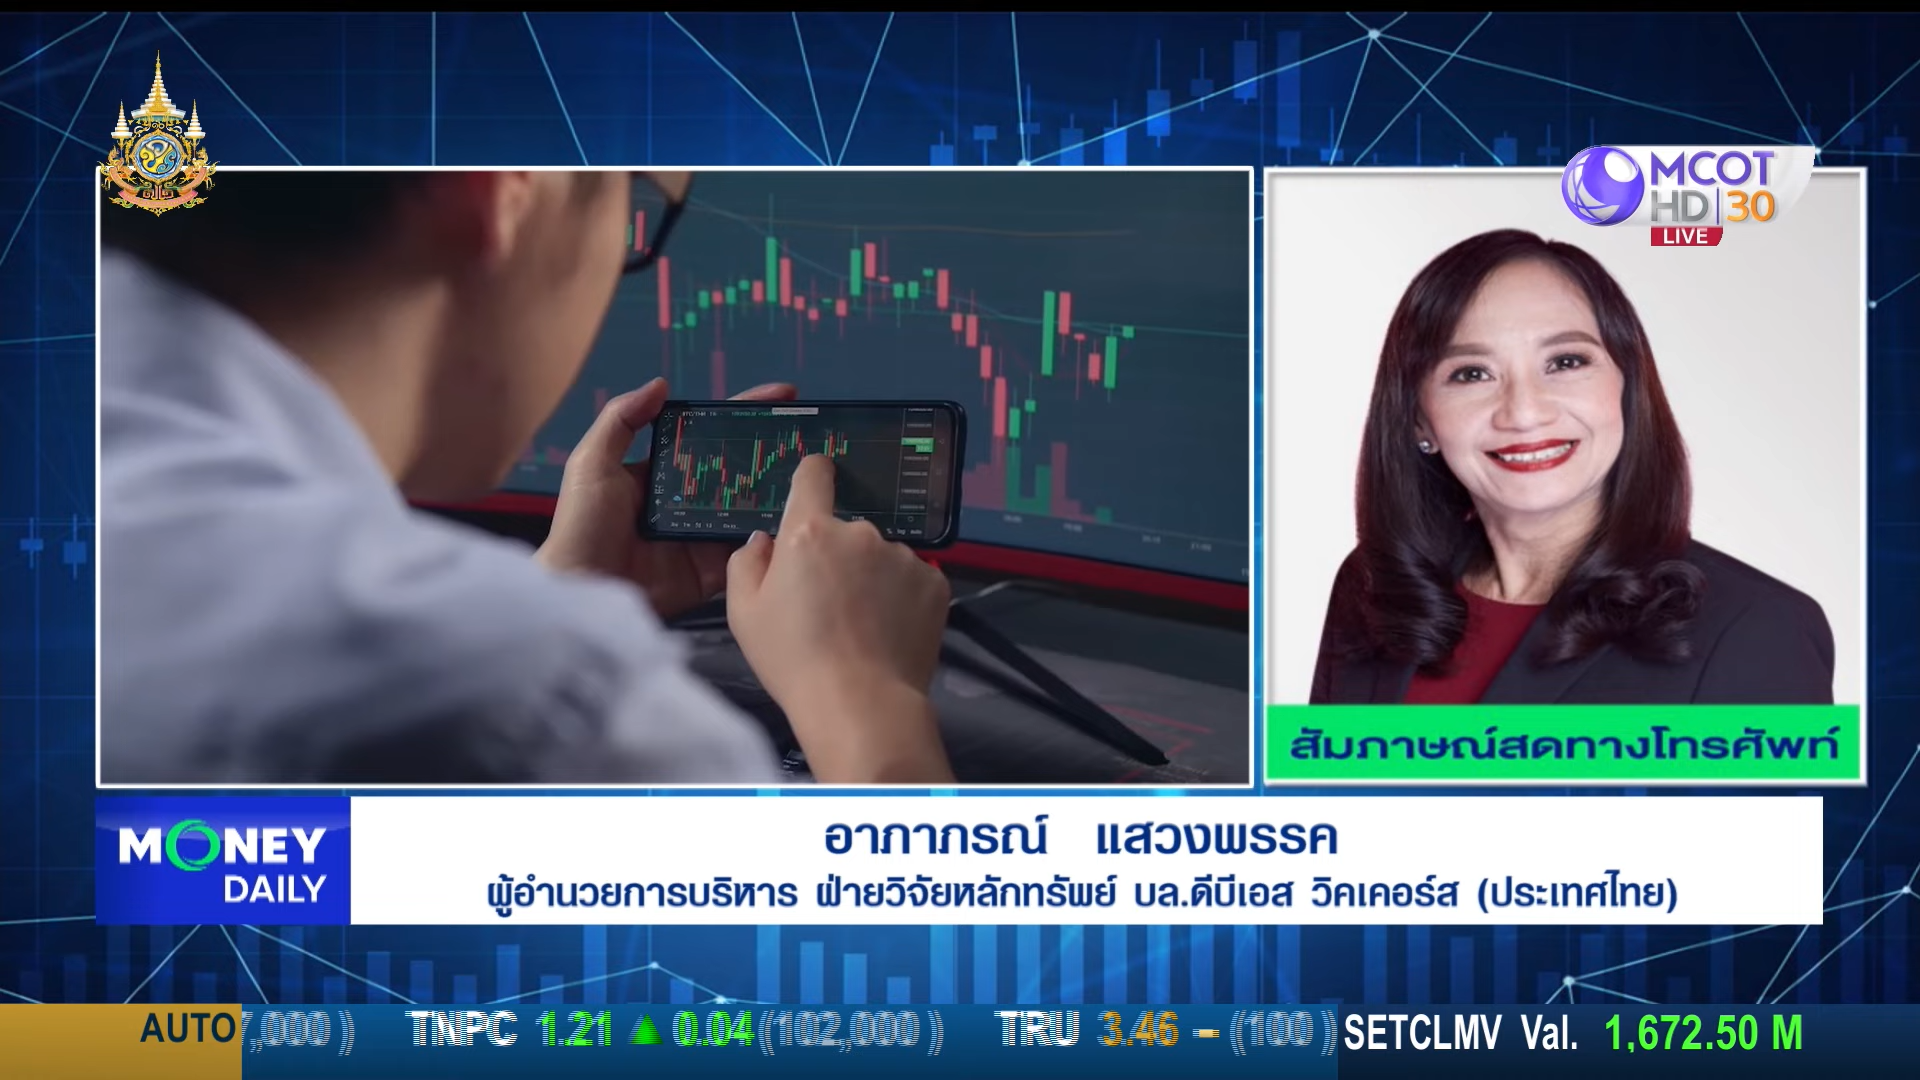 MCOT
HD 30
LIVE
BTC/THB
สัมภาษณ์สดทางโทรศัพท์
MONEY
DAILY
อาภาภรณ์ แสวงพรรค
ผู้อำนวยการบริหาร ฝ่ายวิจัยหลักทรัพย์ บล.ดีบีเอส วิคเคอร์ส (ประเทศไทย)
AUTO 7,000 ) TNPC 1.21 ▲ 0.04 (102,000 ) TRU 3.46 – (100 ) SETCLMV Val. 1,672.50 M